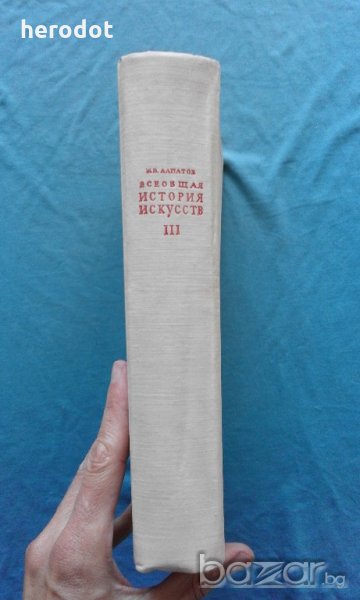 herodot
М.В. АЛПАТОВ
ВСЕОБЩАЯ
ИСТОРИЯ
ИСКУССТВ
III
bazar.bg